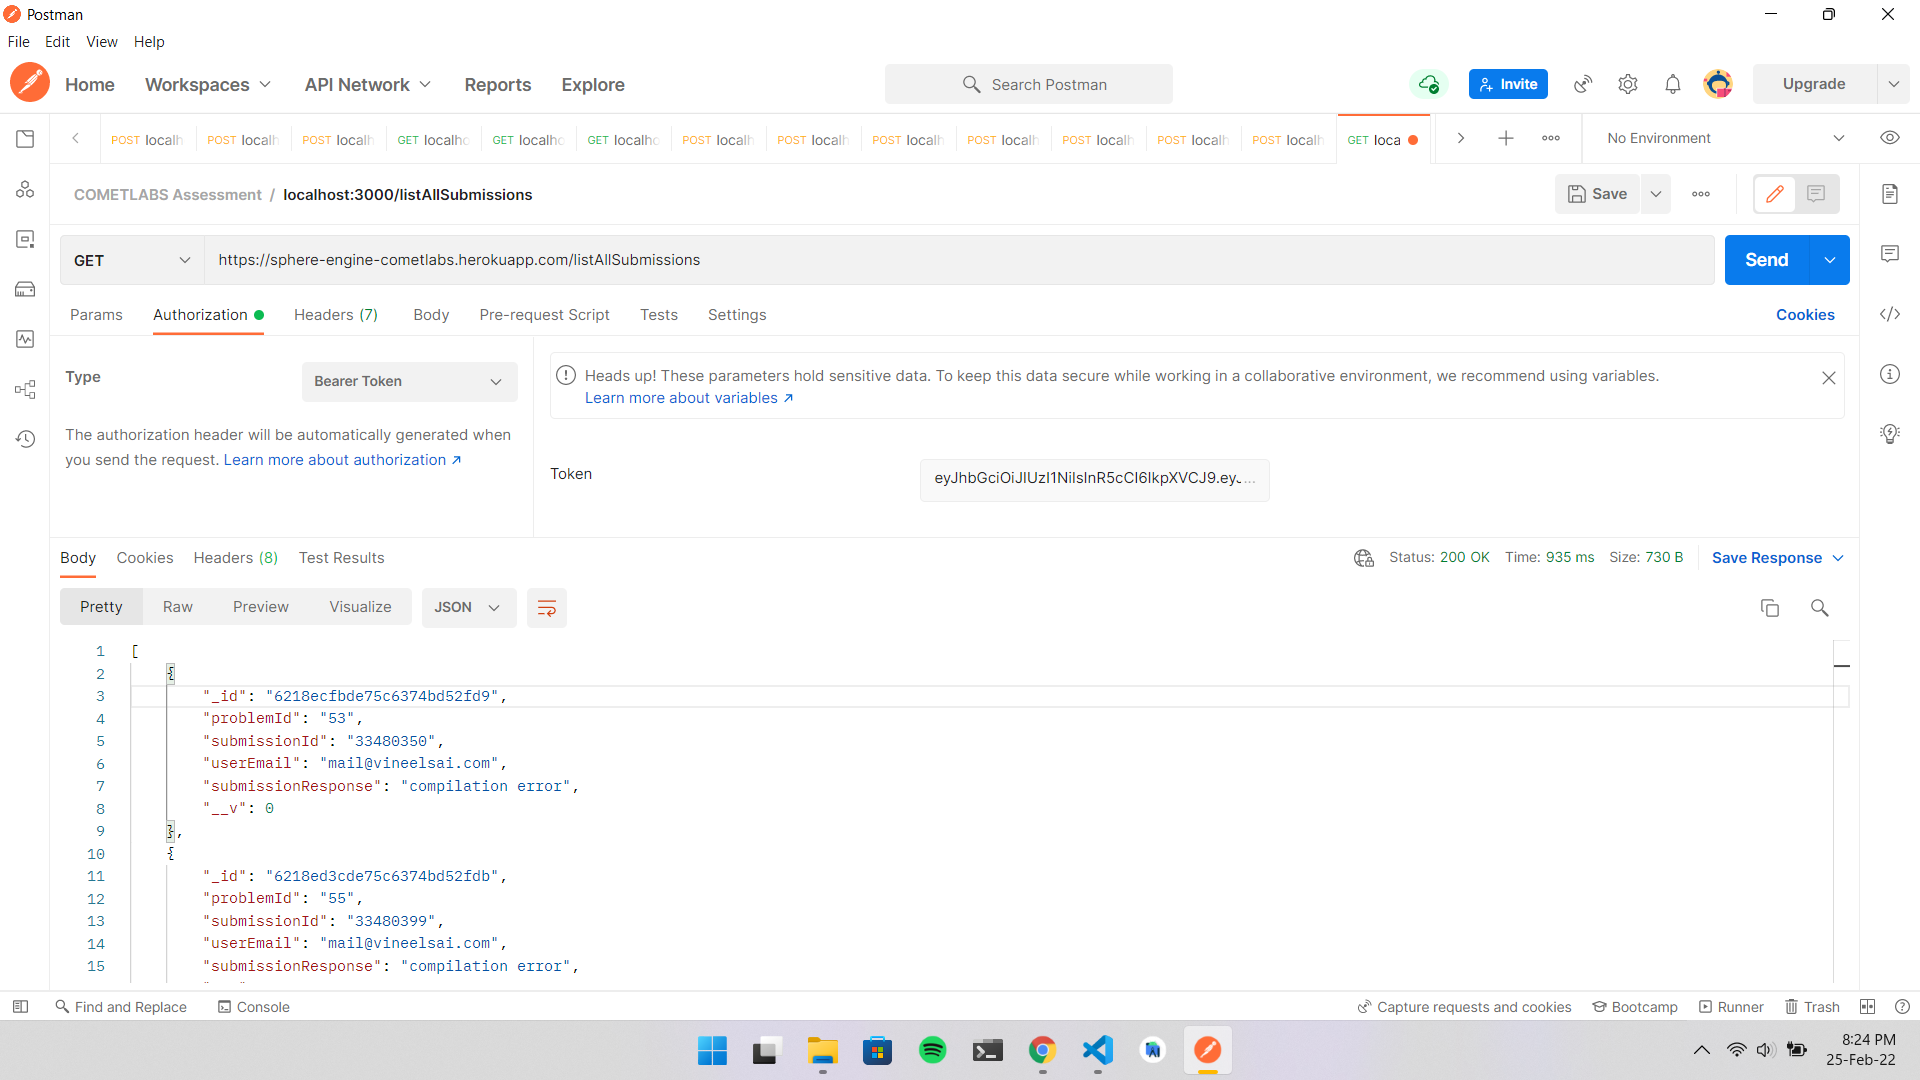 Postman
File Edit View Help
Home Workspaces API Network Reports Explore
Search Postman
Invite
Upgrade
POST localh POST localh POST localh GET localho GET localho GET localho POST localh POST localh POST localh POST localh POST localh POST localh POST localh GET loca
No Environment
COMETLABS Assessment / localhost:3000/listAllSubmissions
Save
GET
https://sphere-engine-cometlabs.herokuapp.com/listAllSubmissions
Send
Params Authorization Headers (7) Body Pre-request Script Tests Settings
Cookies
Type
Bearer Token
The authorization header will be automatically generated when
you send the request. Learn more about authorization ↗
Heads up! These parameters hold sensitive data. To keep this data secure while working in a collaborative environment, we recommend using variables.
Learn more about variables ↗
Token
eyJhbGciOiJIUzI1NiIsInR5cCI6IkpXVCJ9.eyJ...
Body Cookies Headers (8) Test Results
Status: 200 OK Time: 935 ms Size: 730 B
Save Response
Pretty Raw Preview Visualize
JSON
1 [
2 {
3 "_id": "6218ecfbde75c6374bd52fd9",
4 "problemId": "53",
5 "submissionId": "33480350",
6 "userEmail": "mail@vineelsai.com",
7 "submissionResponse": "compilation error",
8 "__v": 0
9 },
10 {
11 "_id": "6218ed3cde75c6374bd52fdb",
12 "problemId": "55",
13 "submissionId": "33480399",
14 "userEmail": "mail@vineelsai.com",
15 "submissionResponse": "compilation error",
Find and Replace Console
Capture requests and cookies Bootcamp Runner Trash
8:24 PM
25-Feb-22